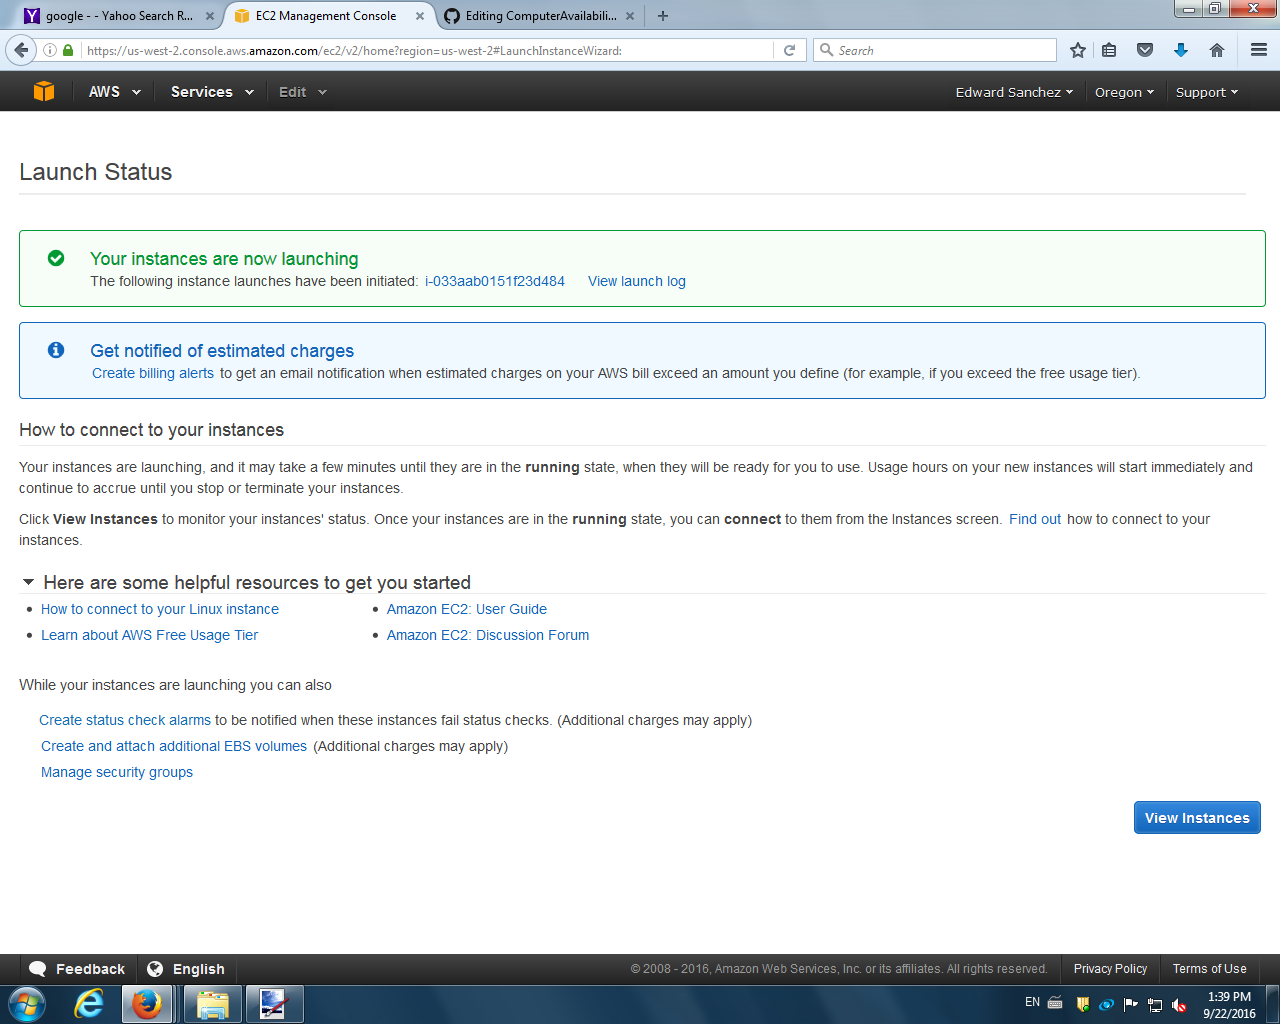 google - - Yahoo Search R...
EC2 Management Console
Editing ComputerAvailabili...
https://us-west-2.console.aws.amazon.com/ec2/v2/home?region=us-west-2#LaunchInstanceWizard:
Search
AWS
Services
Edit
Edward Sanchez
Oregon
Support
Launch Status
Your instances are now launching
The following instance launches have been initiated: i-033aab0151f23d484 View launch log
Get notified of estimated charges
Create billing alerts to get an email notification when estimated charges on your AWS bill exceed an amount you define (for example, if you exceed the free usage tier).
How to connect to your instances
Your instances are launching, and it may take a few minutes until they are in the running state, when they will be ready for you to use. Usage hours on your new instances will start immediately and
continue to accrue until you stop or terminate your instances.
Click View Instances to monitor your instances' status. Once your instances are in the running state, you can connect to them from the Instances screen. Find out how to connect to your
instances.
Here are some helpful resources to get you started
• How to connect to your Linux instance
• Learn about AWS Free Usage Tier
• Amazon EC2: User Guide
• Amazon EC2: Discussion Forum
While your instances are launching you can also
Create status check alarms to be notified when these instances fail status checks. (Additional charges may apply)
Create and attach additional EBS volumes (Additional charges may apply)
Manage security groups
View Instances
Feedback
English
© 2008 - 2016, Amazon Web Services, Inc. or its affiliates. All rights reserved.
Privacy Policy
Terms of Use
EN
1:39 PM
9/22/2016